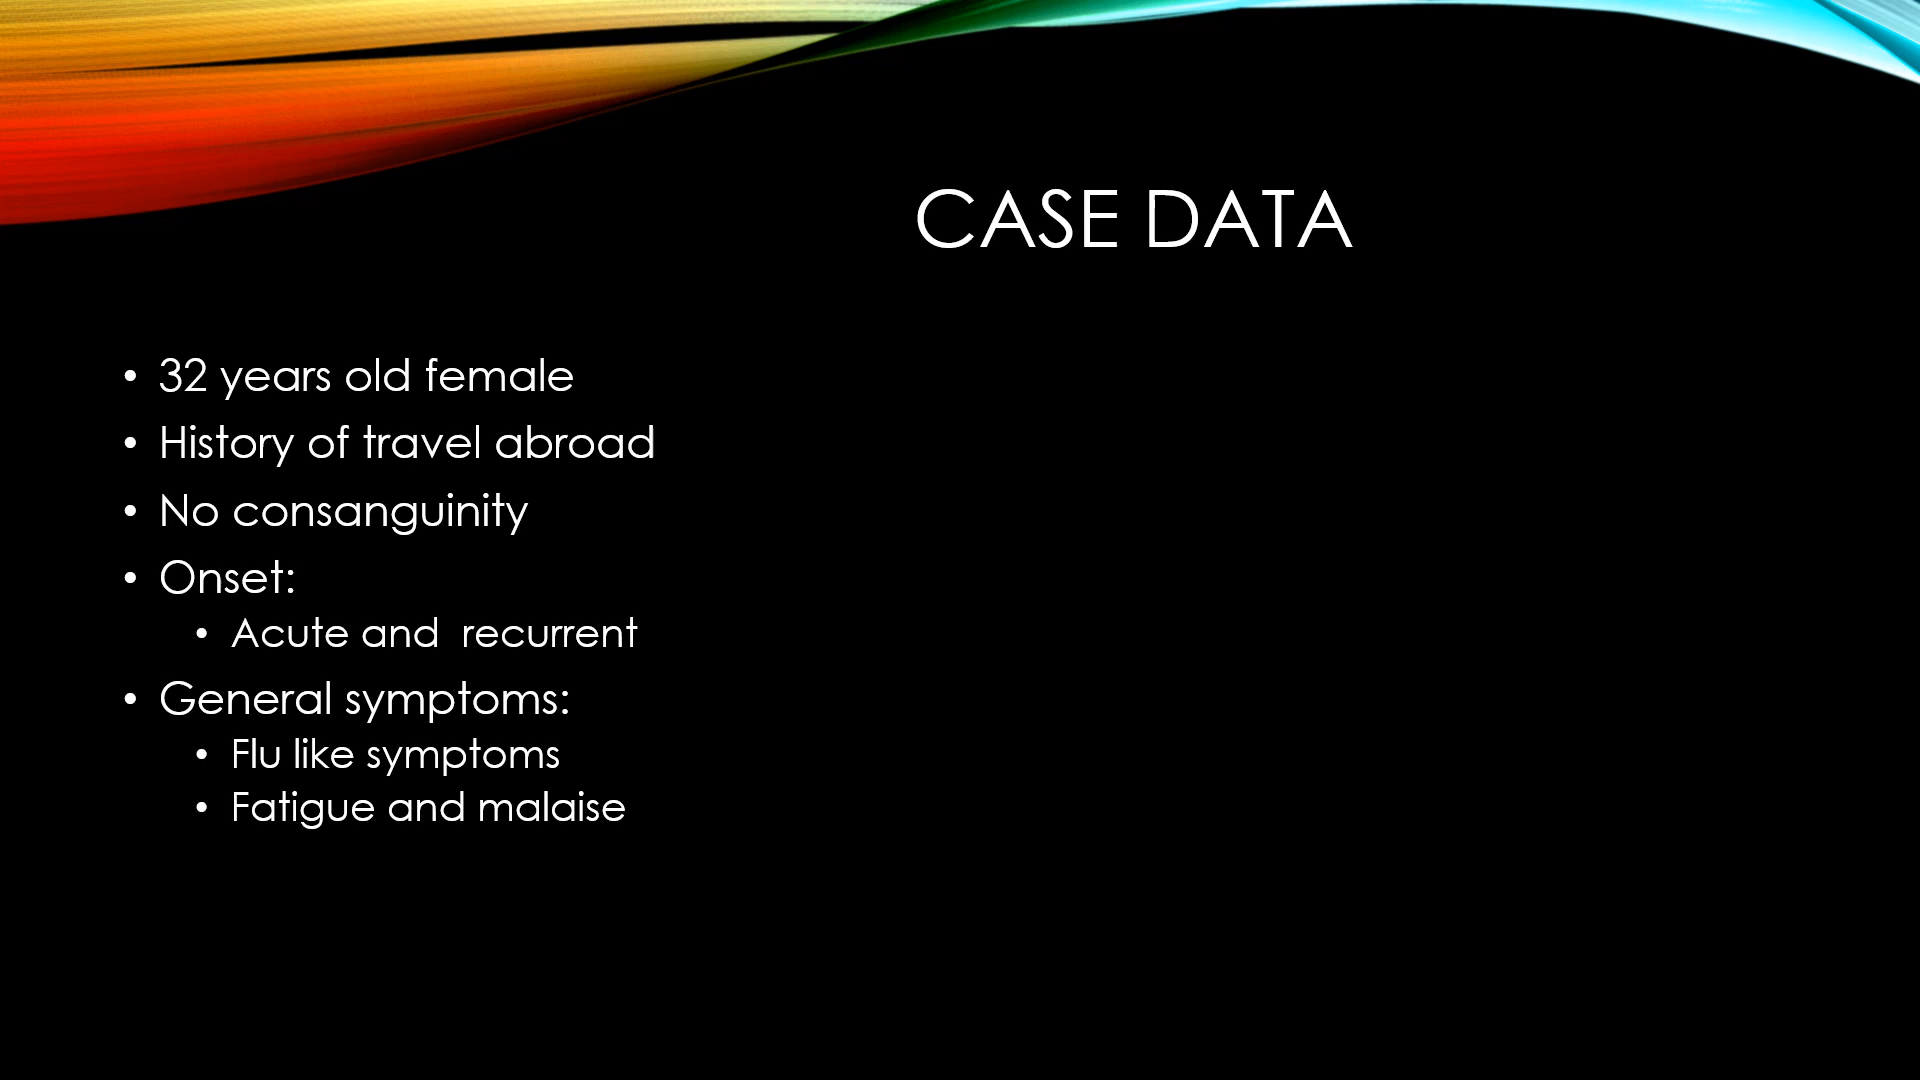 CASE DATA
• 32 years old female
• History of travel abroad
• No consanguinity
• Onset:
• Acute and  recurrent
• General symptoms:
• Flu like symptoms
• Fatigue and malaise